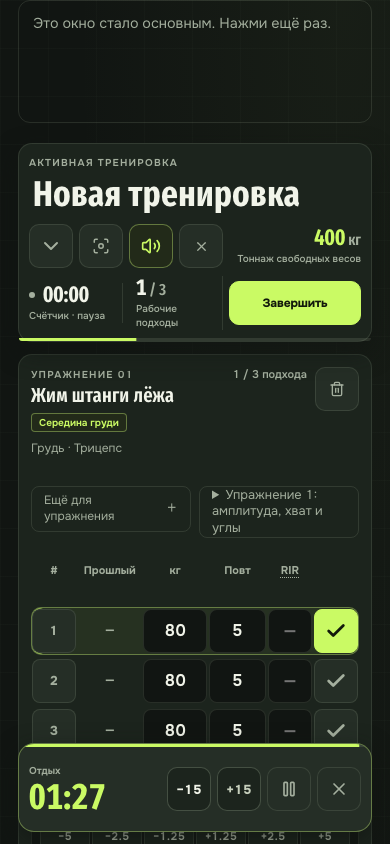 Это окно стало основным. Нажми ещё раз.
АКТИВНАЯ ТРЕНИРОВКА
Новая тренировка
400 кг
Тоннаж свободных весов
00:00
Счётчик · пауза
1 / 3
Рабочие
подходы
Завершить
УПРАЖНЕНИЕ 01
1 / 3 подхода
Жим штанги лёжа
Середина груди
Грудь · Трицепс
Ещё для
упражнения
+
▶ Упражнение 1:
амплитуда, хват и
углы
# Прошлый кг Повт RIR
1 – 80 5 –
2 – 80 5 –
3 – 80 5 –
Отдых
01:27
−15 +15
−5 −2.5 −1.25 +1.25 +2.5 +5